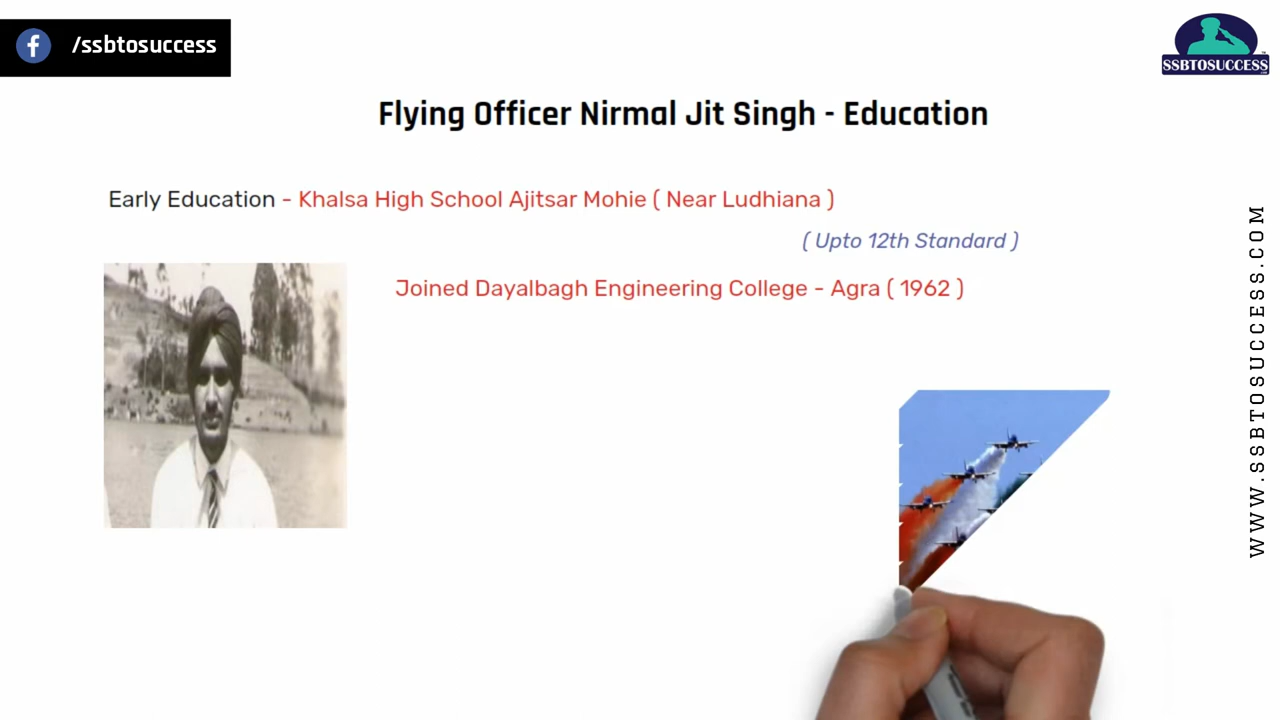 /ssbtosuccess
SSBTOSUCCESS
Flying Officer Nirmal Jit Singh - Education
Early Education - Khalsa High School Ajitsar Mohie ( Near Ludhiana )
( Upto 12th Standard )
Joined Dayalbagh Engineering College - Agra ( 1962 )
WWW.SSBTOSUCCESS.COM